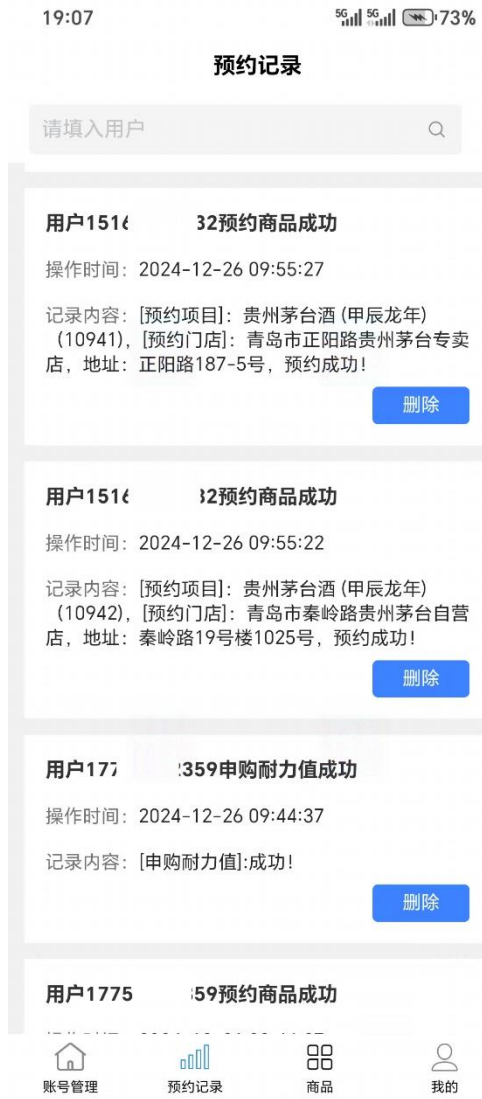 19:07
5G 5G 73%
预约记录
请填入用户
用户1516 32预约商品成功
操作时间：2024-12-26 09:55:27
记录内容：[预约项目]：贵州茅台酒 (甲辰龙年)
(10941)，[预约门店]：青岛市正阳路贵州茅台专卖
店，地址：正阳路187-5号，预约成功！
删除
用户1516 32预约商品成功
操作时间：2024-12-26 09:55:22
记录内容：[预约项目]：贵州茅台酒 (甲辰龙年)
(10942)，[预约门店]：青岛市秦岭路贵州茅台自营
店，地址：秦岭路19号楼1025号，预约成功！
删除
用户177 359申购耐力值成功
操作时间：2024-12-26 09:44:37
记录内容：[申购耐力值]:成功！
删除
用户1775 59预约商品成功
账号管理 预约记录 商品 我的